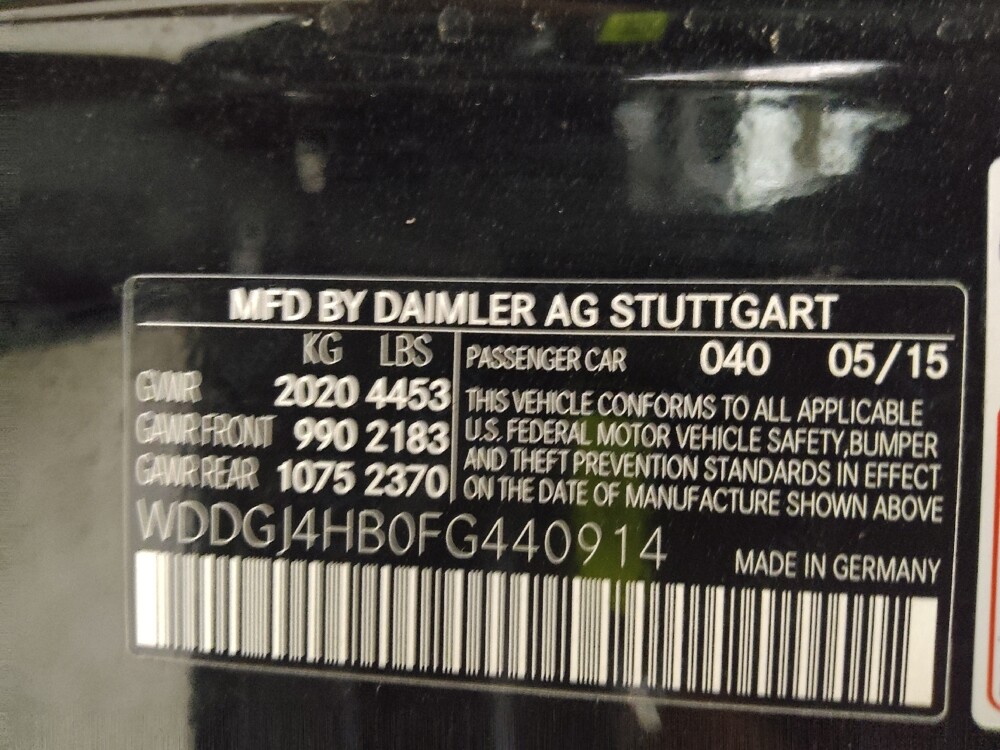 MFD BY DAIMLER AG STUTTGART
KG LBS
GVWR 2020 4453
GAWR FRONT 990 2183
GAWR REAR 1075 2370
PASSENGER CAR 040 05/15
THIS VEHICLE CONFORMS TO ALL APPLICABLE
U.S. FEDERAL MOTOR VEHICLE SAFETY,BUMPER
AND THEFT PREVENTION STANDARDS IN EFFECT
ON THE DATE OF MANUFACTURE SHOWN ABOVE
WDDGJ4HB0FG440914
MADE IN GERMANY